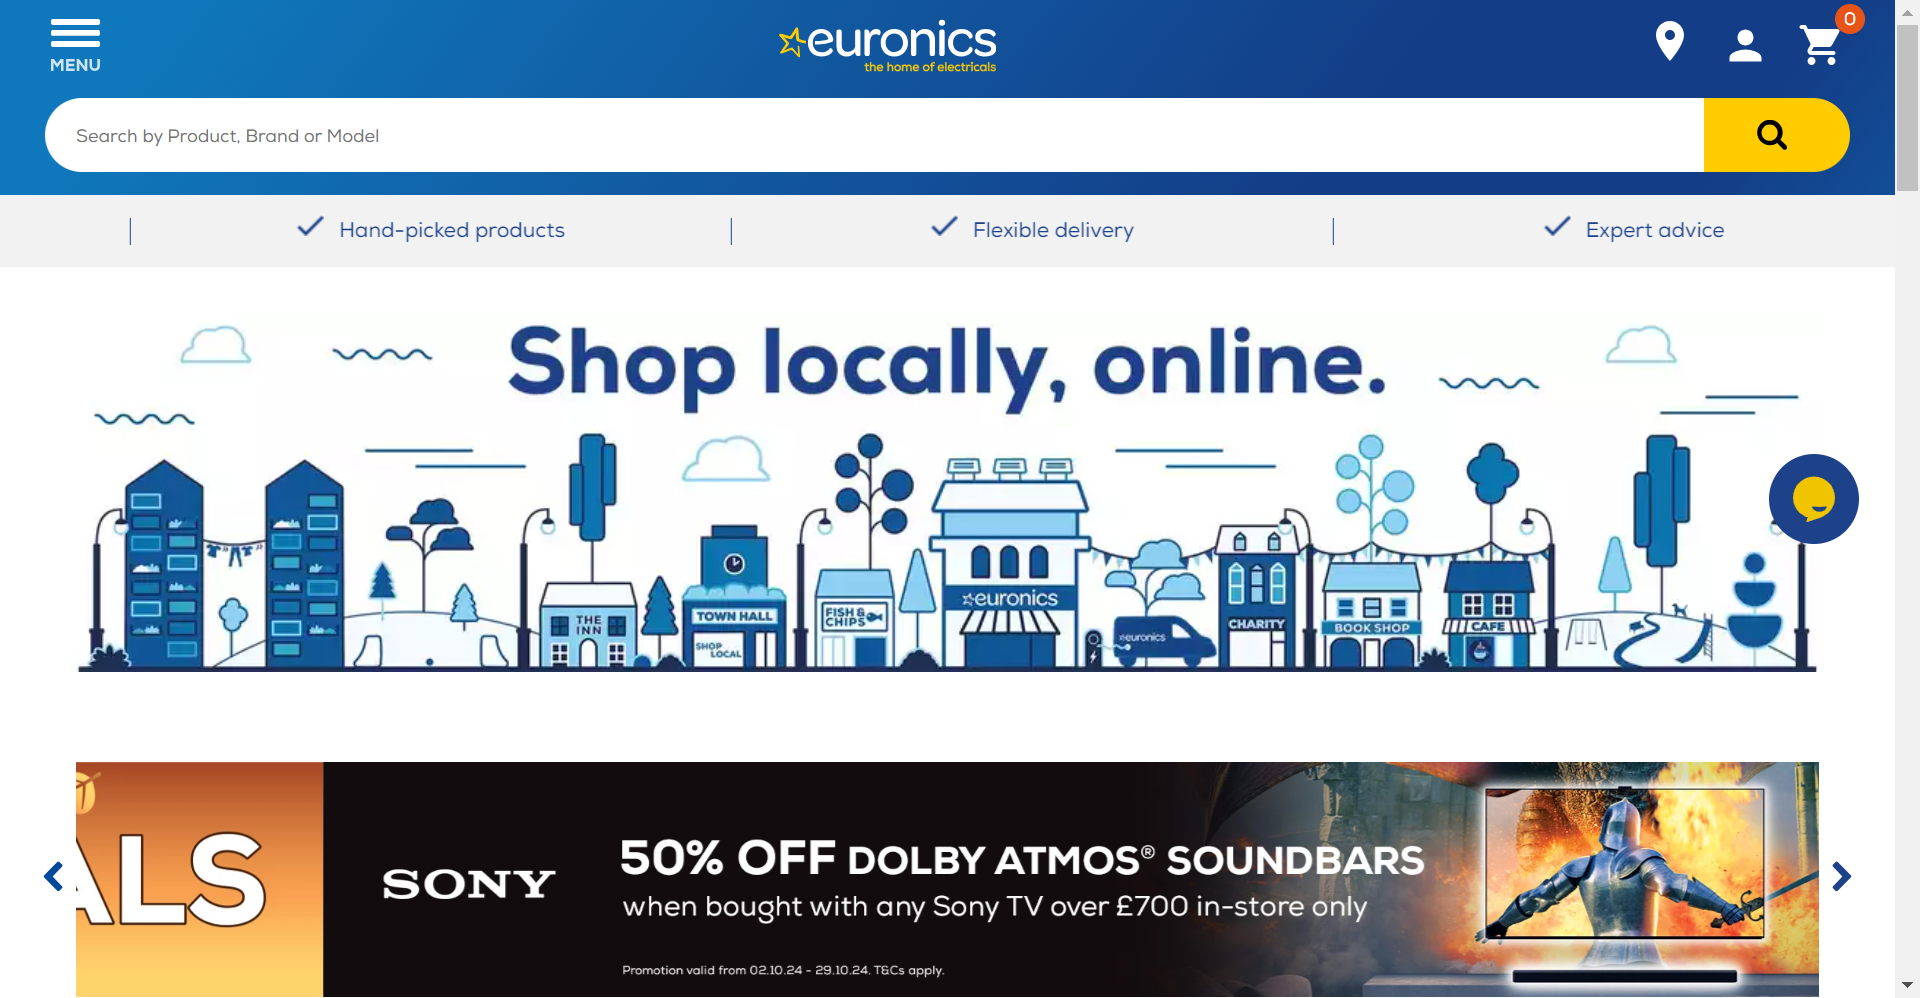 MENU
euronics
the home of electricals
0
Search by Product, Brand or Model
Hand-picked products
Flexible delivery
Expert advice
Shop locally, online.
THE
INN
TOWN HALL
SHOP
LOCAL
FISH &
CHIPS
euronics
euronics
CHARITY
BOOK SHOP
CAFE
ALS
SONY
50% OFF DOLBY ATMOS® SOUNDBARS
when bought with any Sony TV over £700 in-store only
Promotion valid from 02.10.24 - 29.10.24. T&Cs apply.